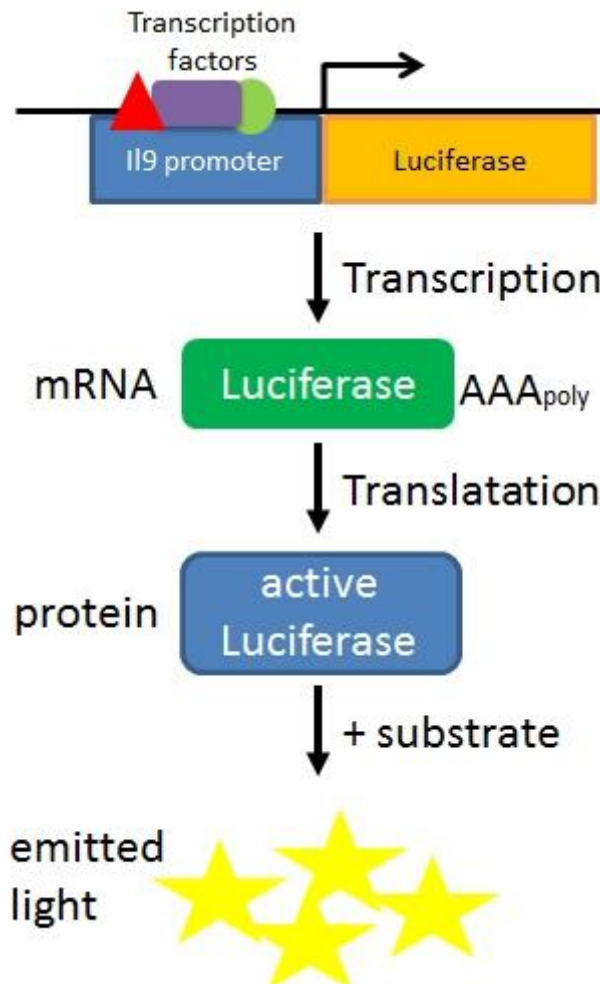 Transcription
factors
Il9 promoter
Luciferase
Transcription
mRNA
Luciferase
AAApoly
Translatation
protein
active
Luciferase
+ substrate
emitted
light